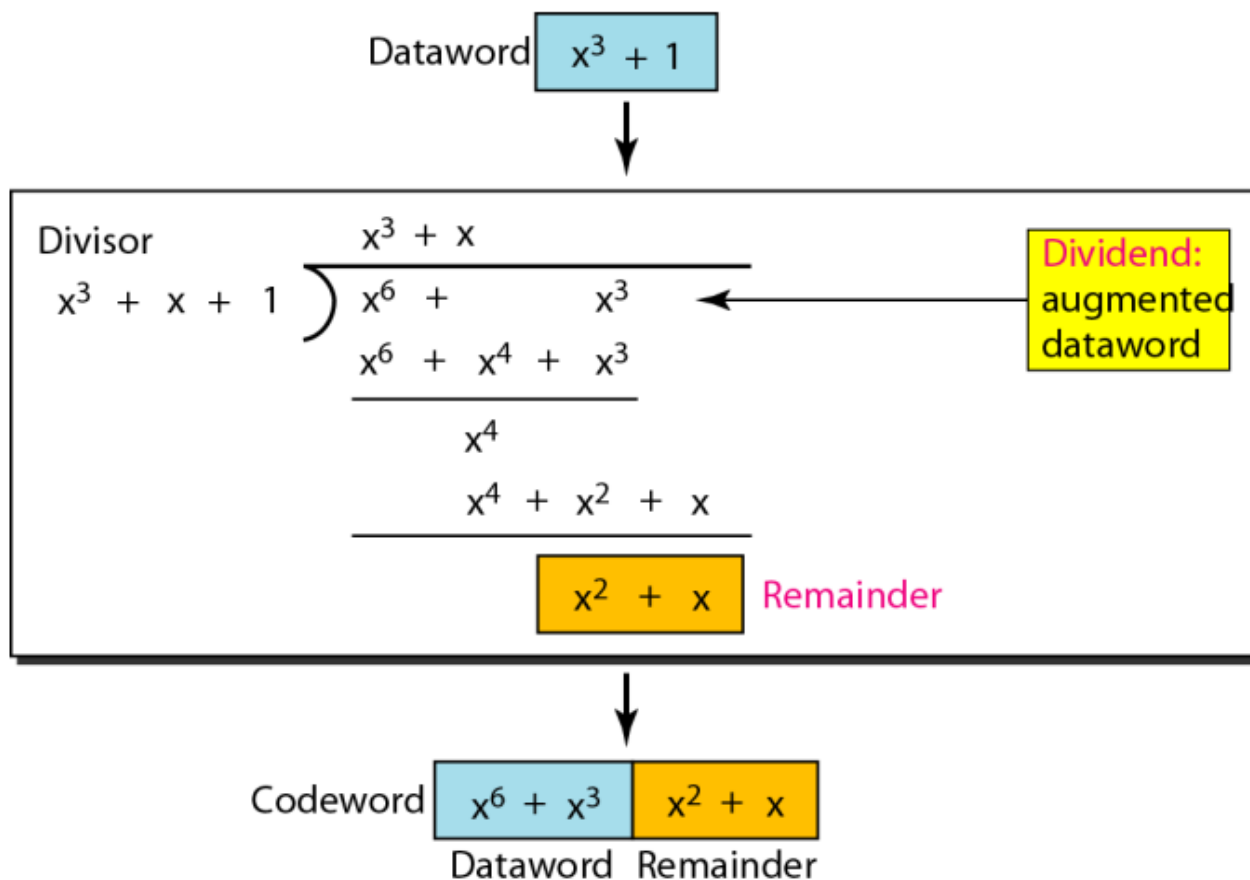 Dataword x³ + 1
Divisor
x³ + x
x³ + x + 1
x⁶ + x³
x⁶ + x⁴ + x³
x⁴
x⁴ + x² + x
x² + x Remainder
Dividend:
augmented
dataword
Codeword x⁶ + x³ x² + x
Dataword Remainder